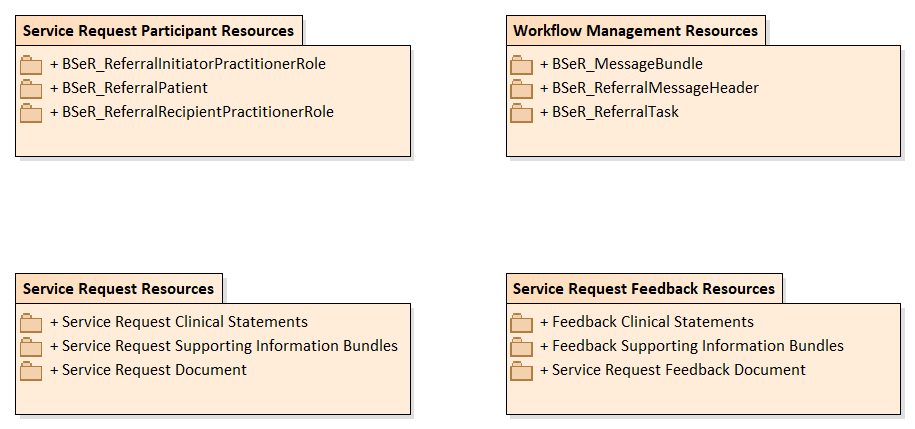 Service Request Participant Resources
+ BSeR_ReferralInitiatorPractitionerRole
+ BSeR_ReferralPatient
+ BSeR_ReferralRecipientPractitionerRole
Workflow Management Resources
+ BSeR_MessageBundle
+ BSeR_ReferralMessageHeader
+ BSeR_ReferralTask
Service Request Resources
+ Service Request Clinical Statements
+ Service Request Supporting Information Bundles
+ Service Request Document
Service Request Feedback Resources
+ Feedback Clinical Statements
+ Feedback Supporting Information Bundles
+ Service Request Feedback Document